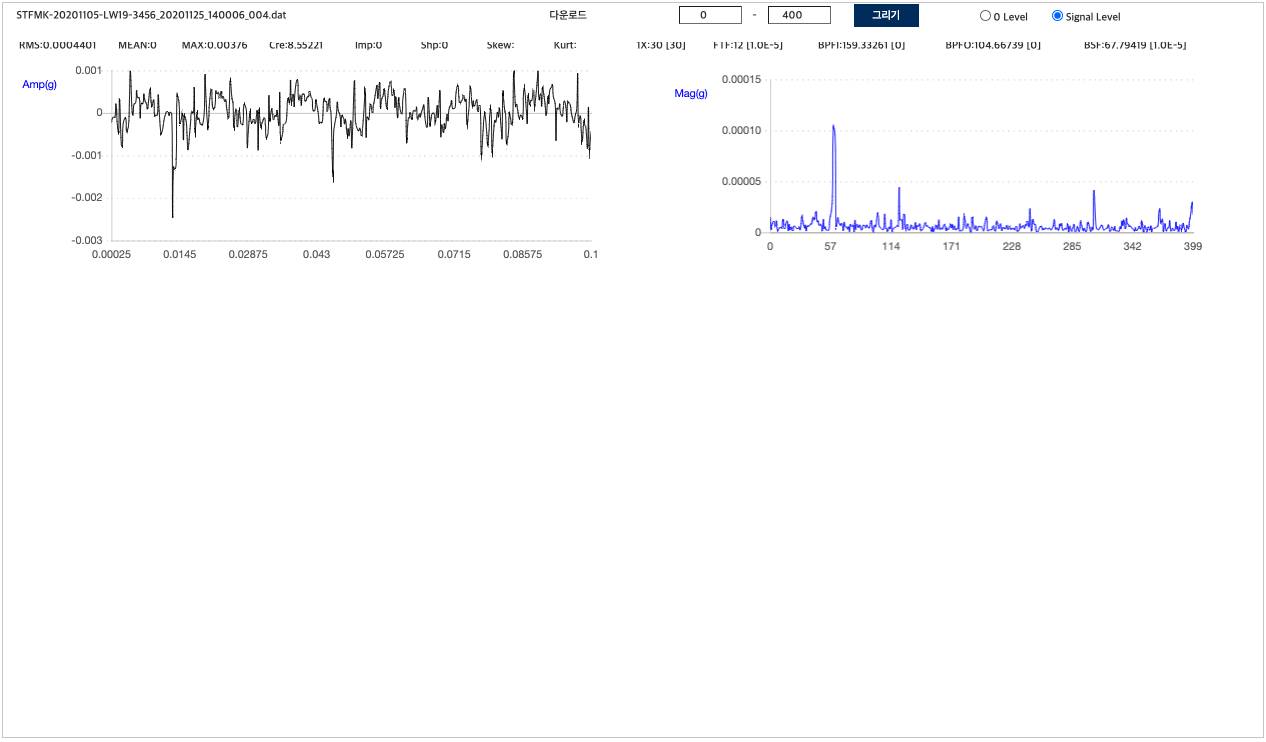 STFMK-20201105-LW19-3456_20201125_140006_004.dat 다운로드 0 - 400 그리기 0 Level Signal Level
RMS:0.0004401 MEAN:0 MAX:0.00376 Cre:8.55221 Imp:0 Shp:0 Skew: Kurt: 1X:30 [30] FTF:12 [1.0E-5] BPFI:159.33261 [0] BPFO:104.66739 [0] BSF:67.79419 [1.0E-5]
Amp(g)
0.001
0
-0.001
-0.002
-0.003
0.00025 0.0145 0.02875 0.043 0.05725 0.0715 0.08575 0.1
Mag(g)
0.00015
0.00010
0.00005
0
0 57 114 171 228 285 342 399